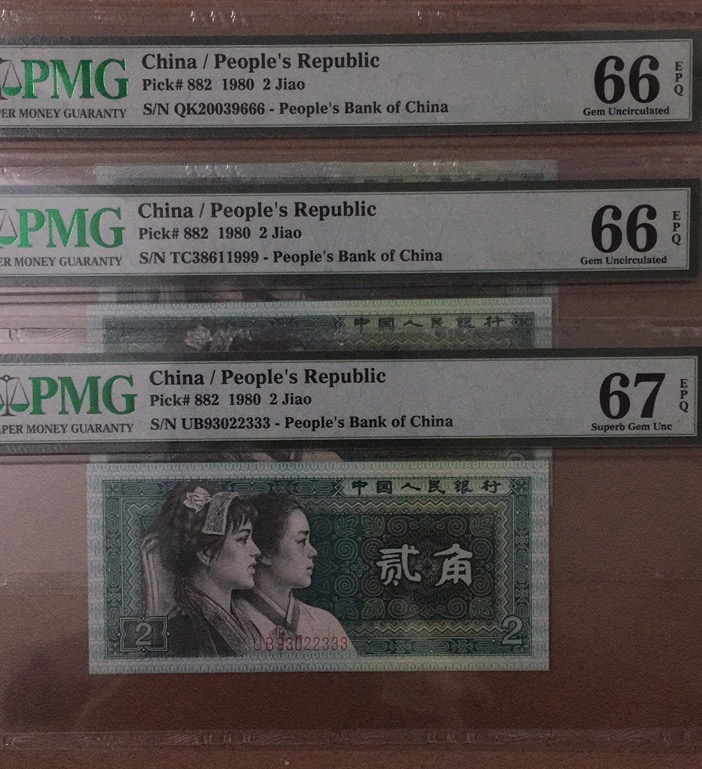 PMG
ER MONEY GUARANTY
China / People's Republic
Pick# 882 1980 2 Jiao
S/N QK20039666 - People's Bank of China
66
EPQ
Gem Uncirculated
PMG
ER MONEY GUARANTY
China / People's Republic
Pick# 882 1980 2 Jiao
S/N TC38611999 - People's Bank of China
66
EPQ
Gem Uncirculated
中国人民银行
PMG
PER MONEY GUARANTY
China / People's Republic
Pick# 882 1980 2 Jiao
S/N UB93022333 - People's Bank of China
67
EPQ
Superb Gem Unc
中国人民银行
贰角
2
UB93022333
2